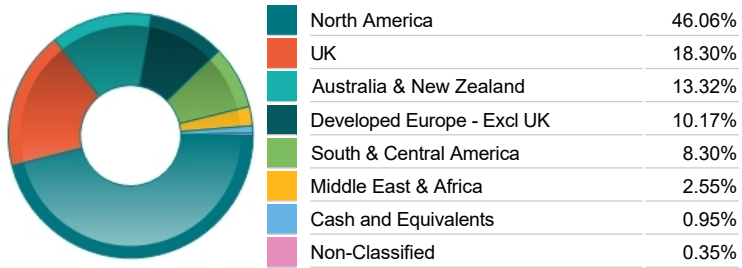 North America 46.06%
UK 18.30%
Australia & New Zealand 13.32%
Developed Europe - Excl UK 10.17%
South & Central America 8.30%
Middle East & Africa 2.55%
Cash and Equivalents 0.95%
Non-Classified 0.35%